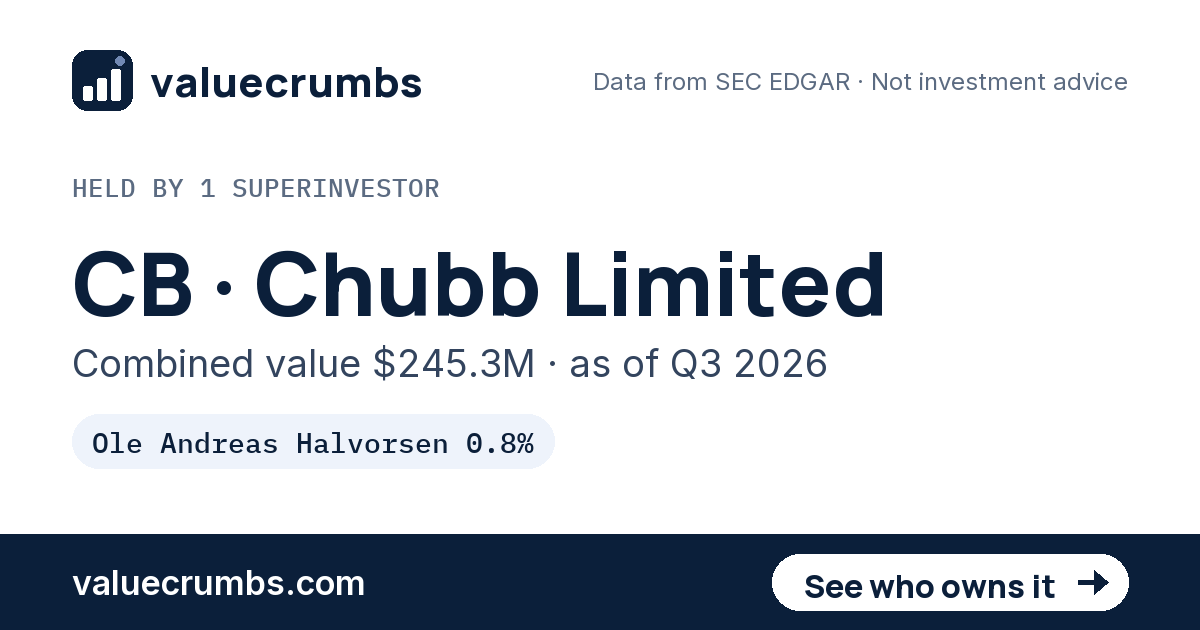 valuecrumbs
Data from SEC EDGAR · Not investment advice
HELD BY 1 SUPERINVESTOR
CB · Chubb Limited
Combined value $245.3M · as of Q3 2026
Ole Andreas Halvorsen 0.8%
valuecrumbs.com
See who owns it →